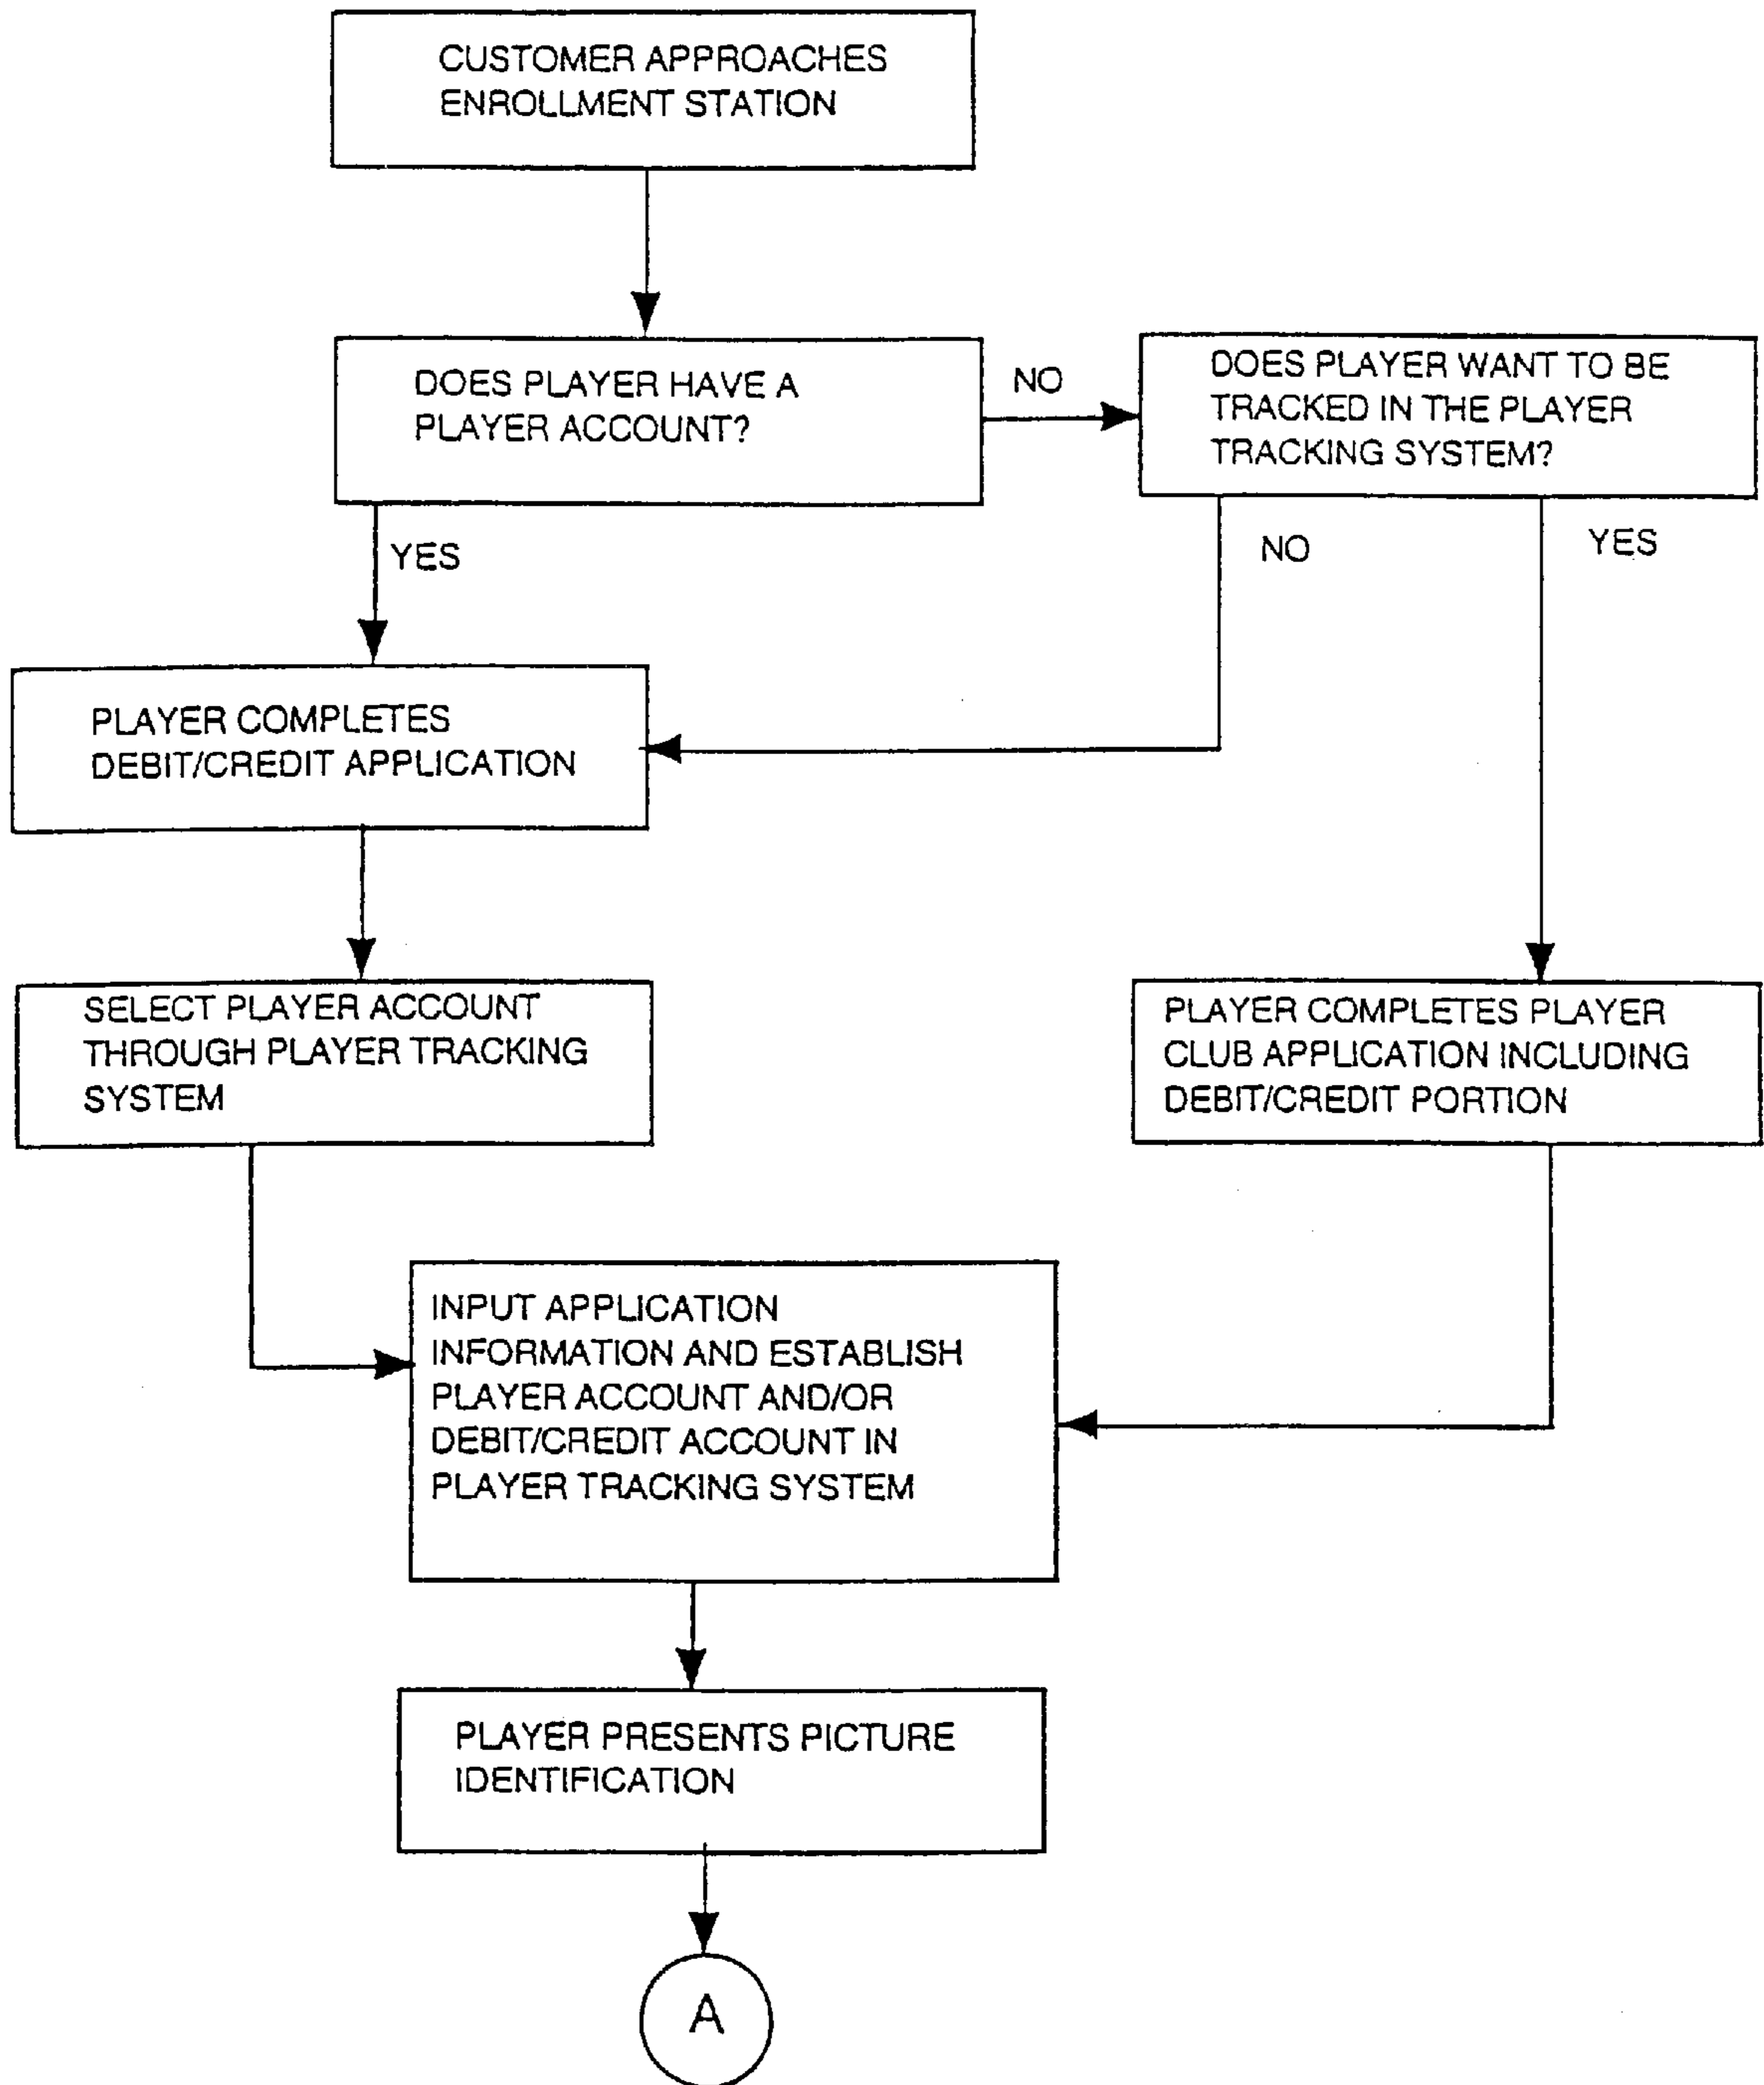 CUSTOMER APPROACHES
ENROLLMENT STATION
DOES PLAYER HAVE A
PLAYER ACCOUNT?
NO
DOES PLAYER WANT TO BE
TRACKED IN THE PLAYER
TRACKING SYSTEM?
YES
NO
YES
PLAYER COMPLETES
DEBIT/CREDIT APPLICATION
SELECT PLAYER ACCOUNT
THROUGH PLAYER TRACKING
SYSTEM
PLAYER COMPLETES PLAYER
CLUB APPLICATION INCLUDING
DEBIT/CREDIT PORTION
INPUT APPLICATION
INFORMATION AND ESTABLISH
PLAYER ACCOUNT AND/OR
DEBIT/CREDIT ACCOUNT IN
PLAYER TRACKING SYSTEM
PLAYER PRESENTS PICTURE
IDENTIFICATION
A